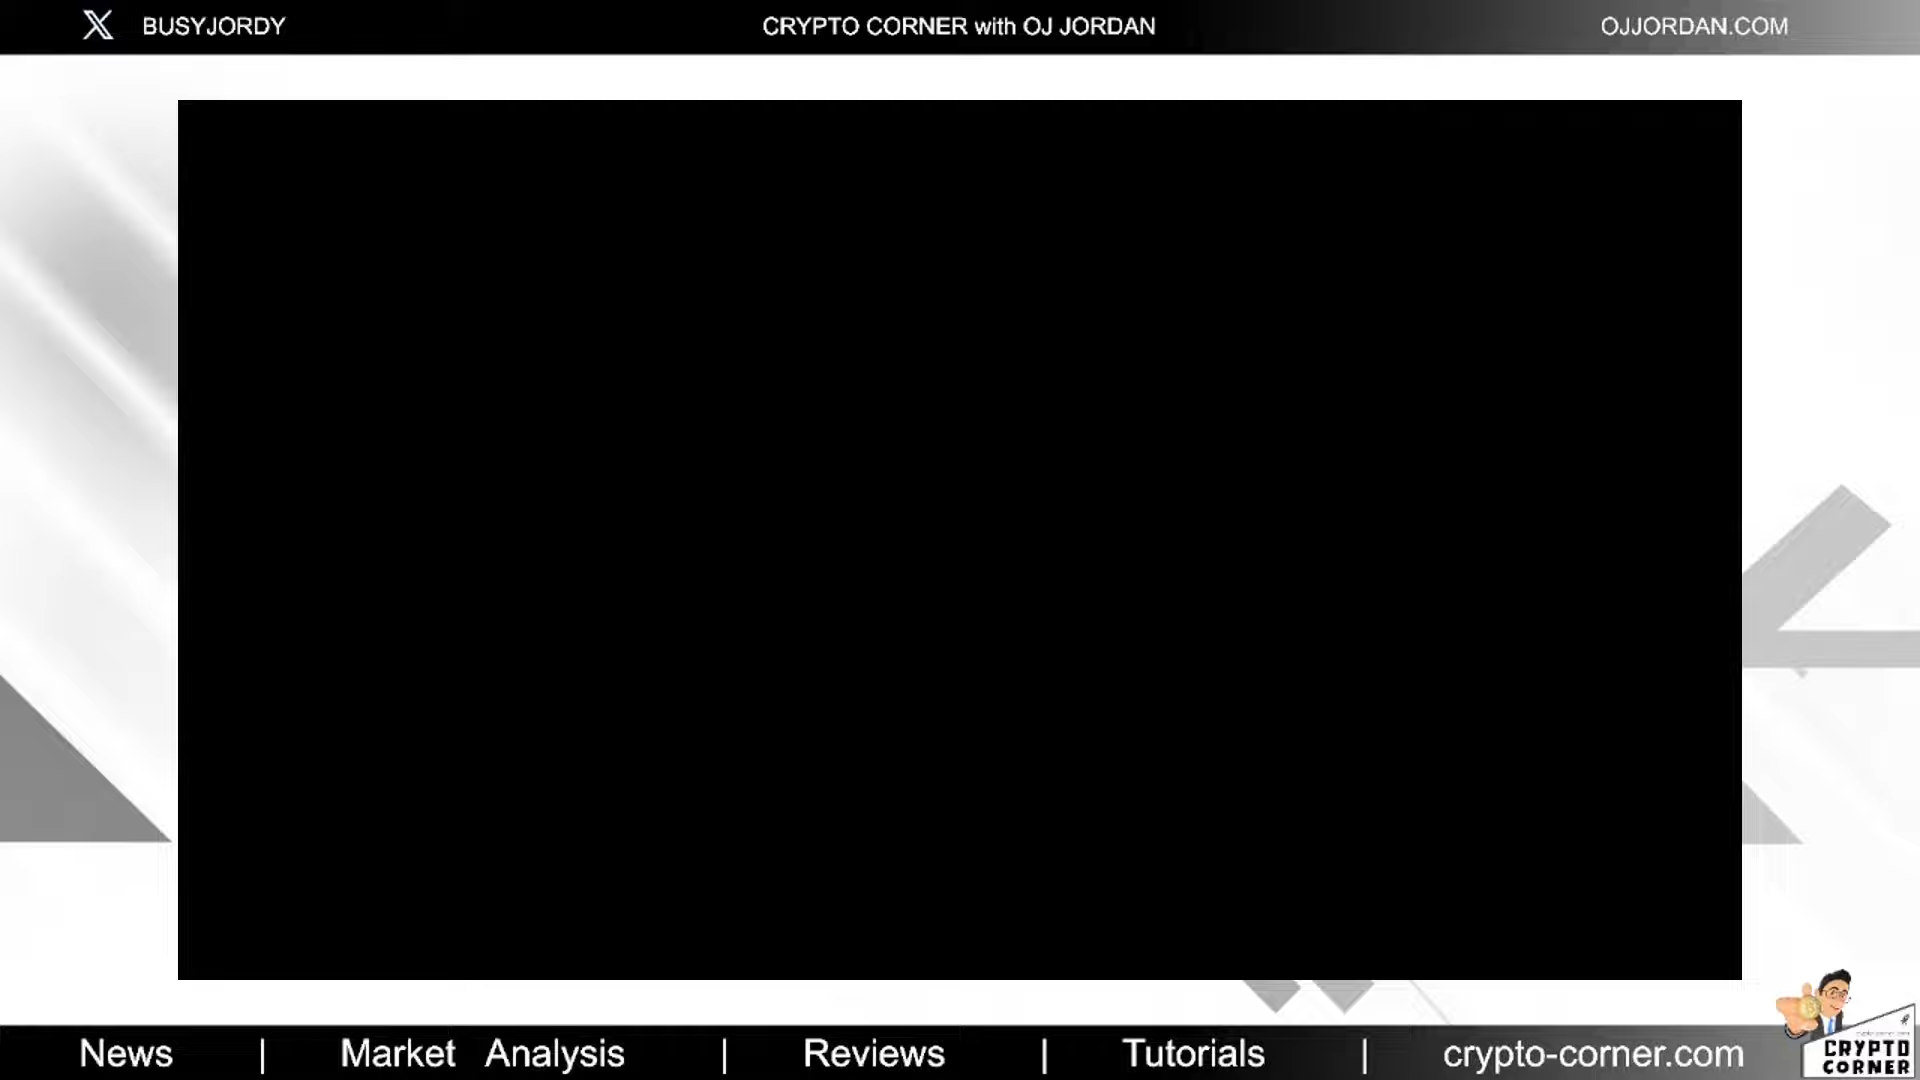 X BUSYJORDY CRYPTO CORNER with OJ JORDAN OJJORDAN.COM
News | Market Analysis | Reviews | Tutorials | crypto-corner.com
CRYPTO
CORNER